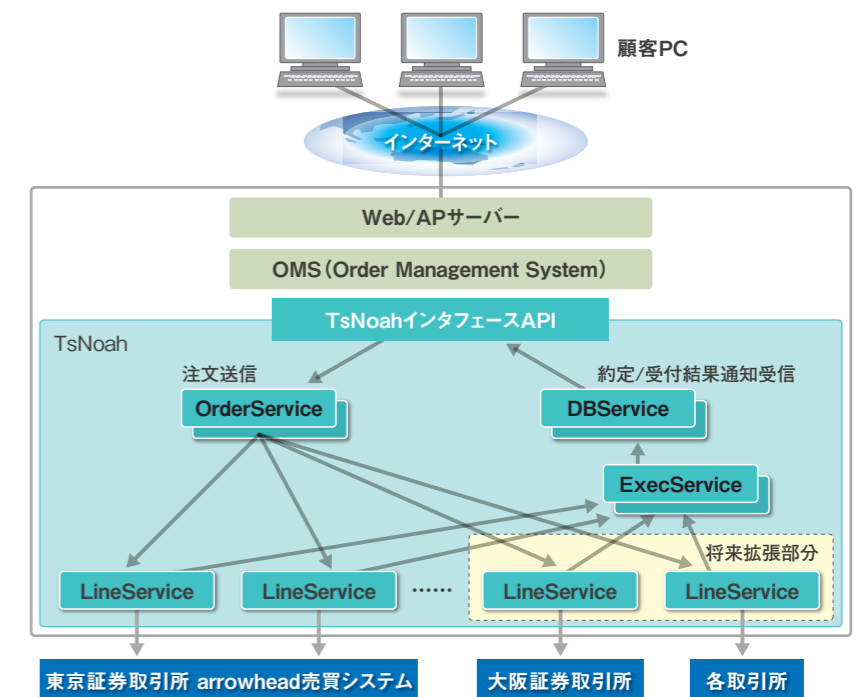 顧客PC
インターネット
Web/APサーバー
OMS(Order Management System)
TsNoahインタフェースAPI
TsNoah
注文送信
約定/受付結果通知受信
OrderService
DBService
ExecService
将来拡張部分
LineService
LineService
……
LineService
LineService
東京証券取引所 arrowhead売買システム
大阪証券取引所
各取引所